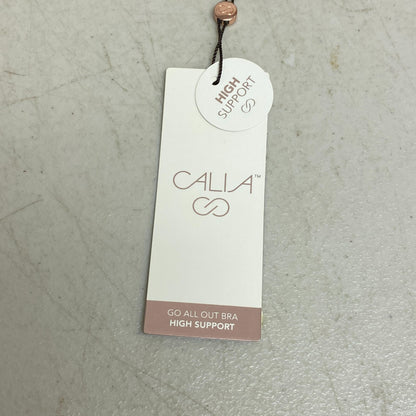 HIGH
SUPPORT
CALIA™
GO ALL OUT BRA
HIGH SUPPORT